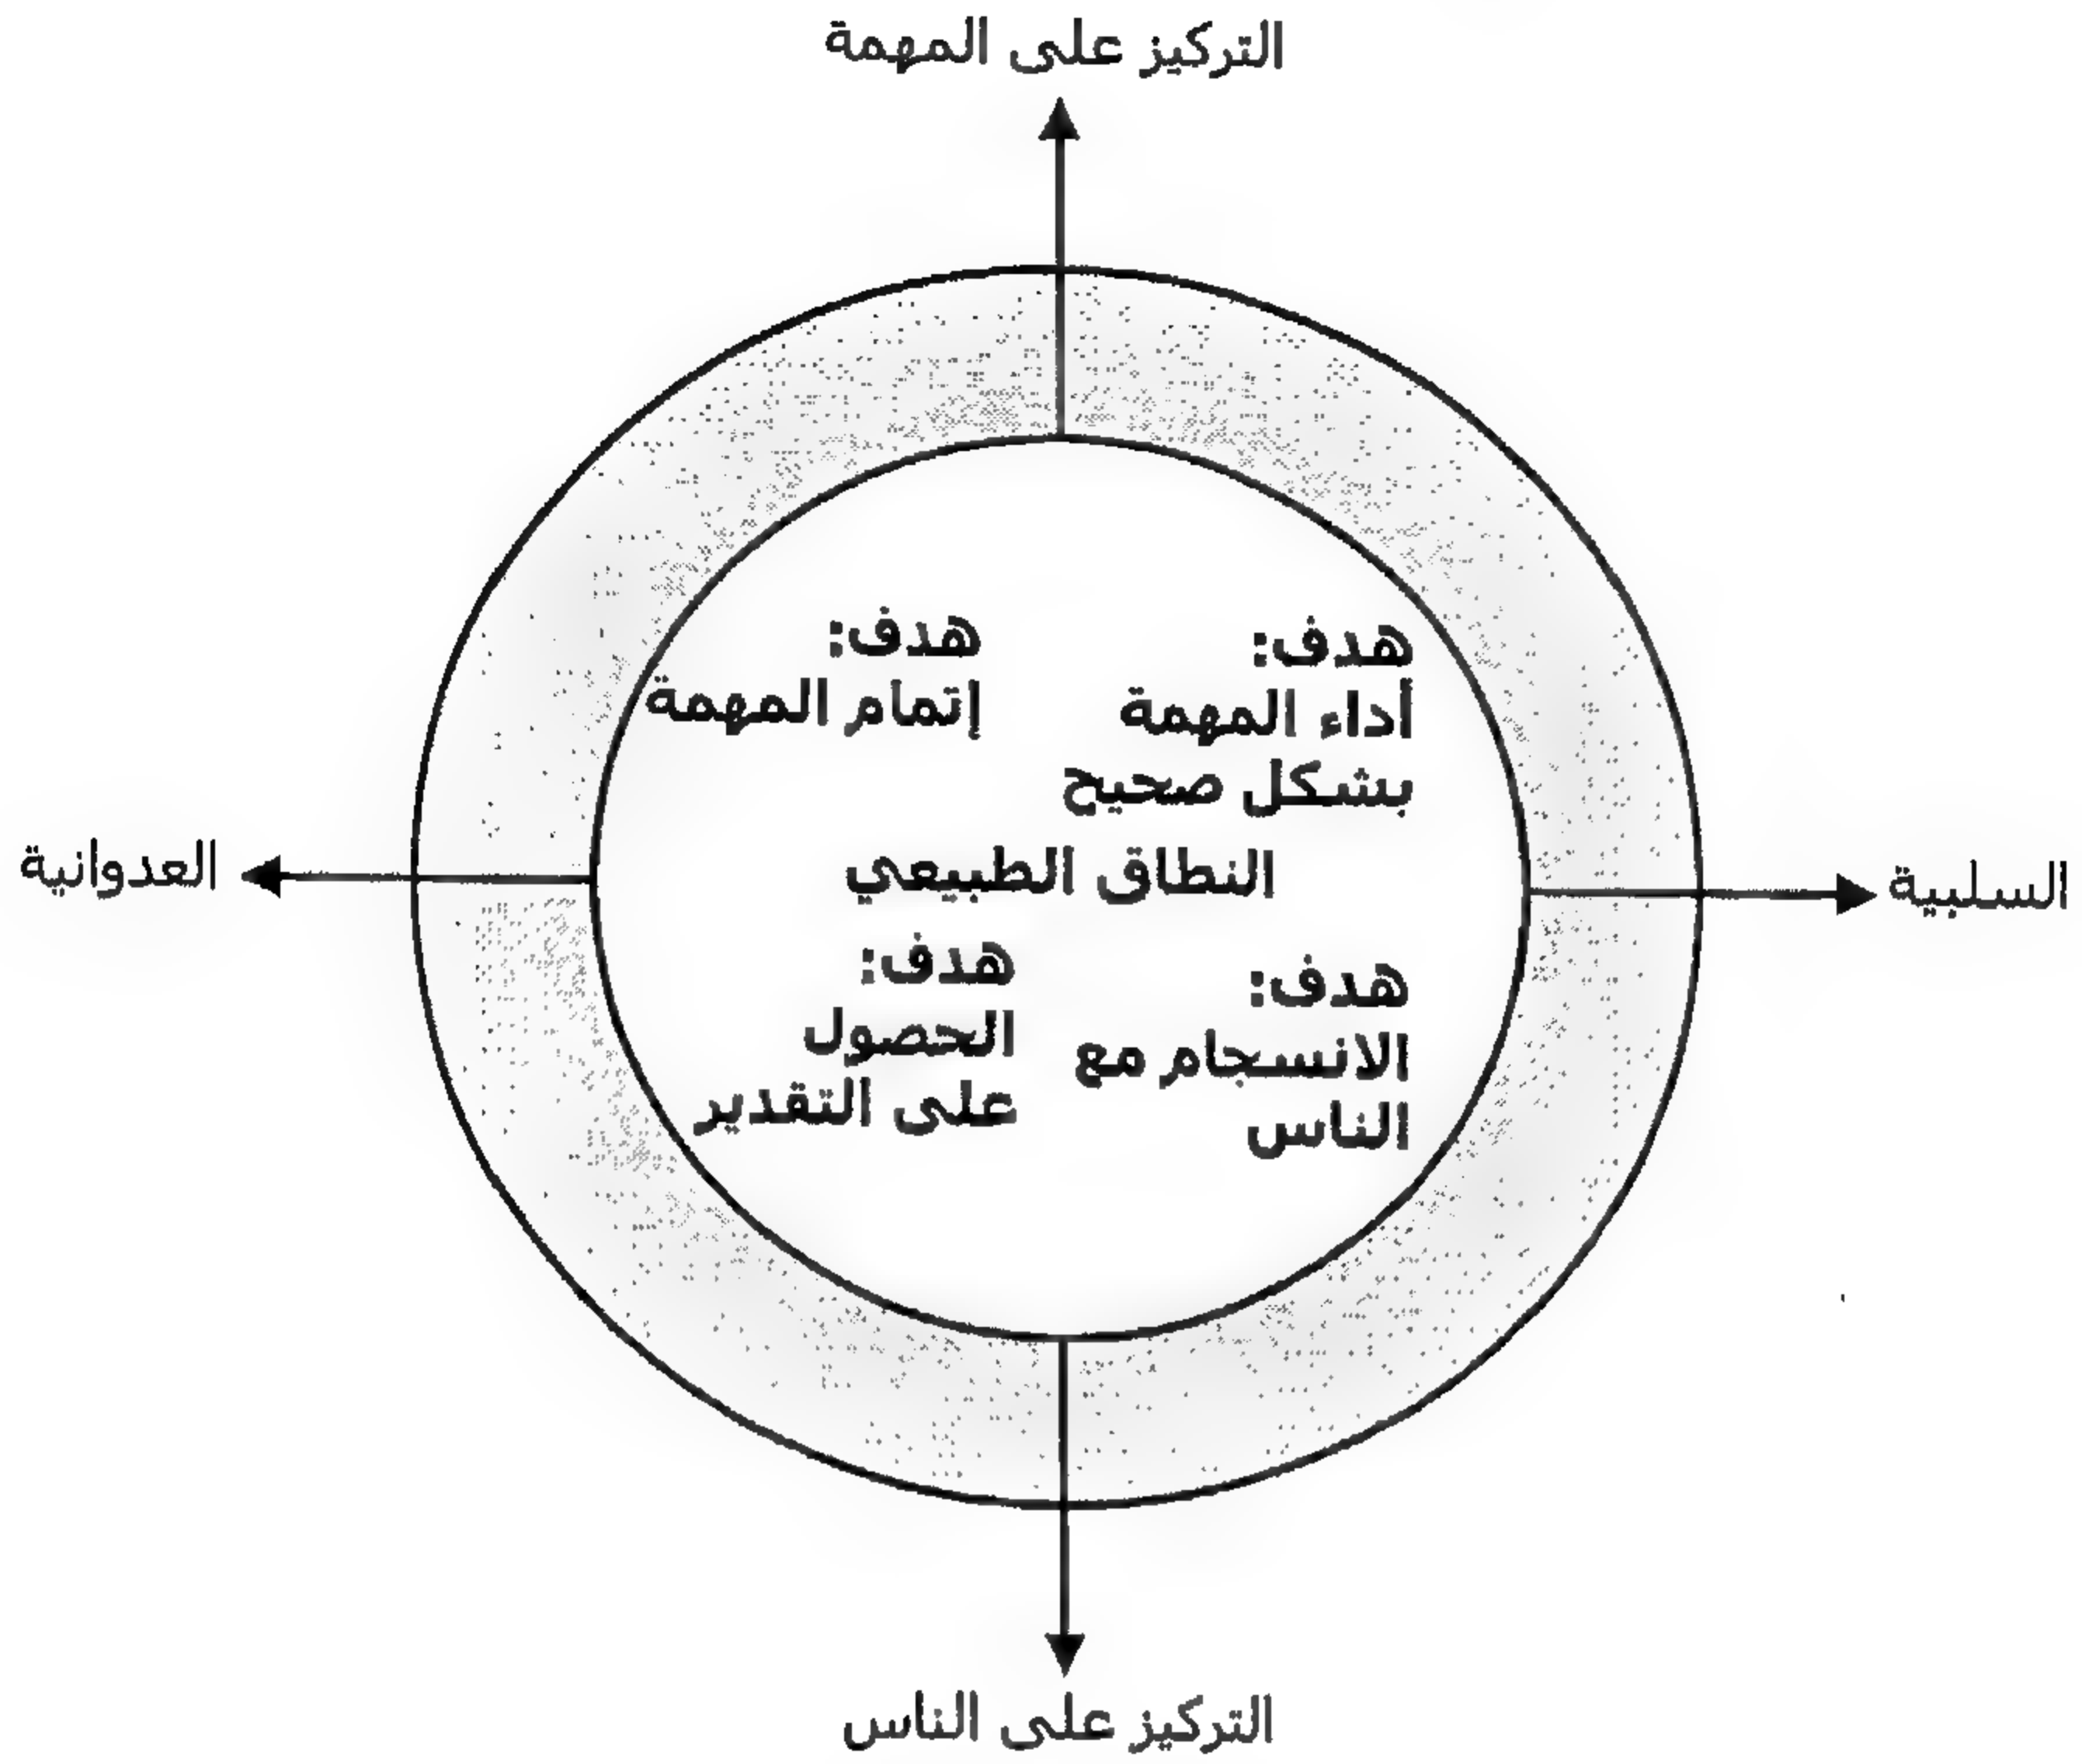 التركيز على المهمة
هدف:
أداء المهمة
بشكل صحيح
هدف:
إتمام المهمة
النطاق الطبيعي
السلبية
العدوانية
هدف:
الانسجام مع
الناس
هدف:
الحصول
على التقدير
التركيز على الناس